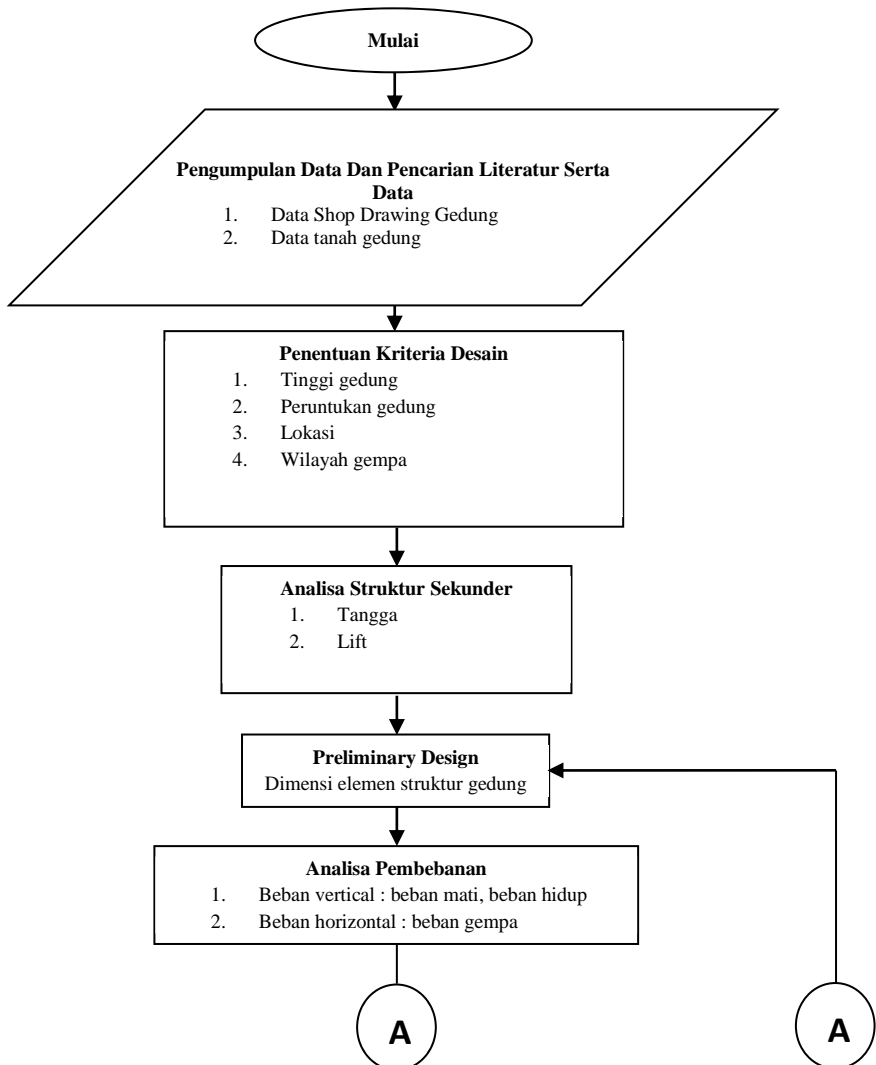 Mulai
Pengumpulan Data Dan Pencarian Literatur Serta
Data
1. Data Shop Drawing Gedung
2. Data tanah gedung
Penentuan Kriteria Desain
1. Tinggi gedung
2. Peruntukan gedung
3. Lokasi
4. Wilayah gempa
Analisa Struktur Sekunder
1. Tangga
2. Lift
Preliminary Design
Dimensi elemen struktur gedung
Analisa Pembebanan
1. Beban vertical : beban mati, beban hidup
2. Beban horizontal : beban gempa
A
A